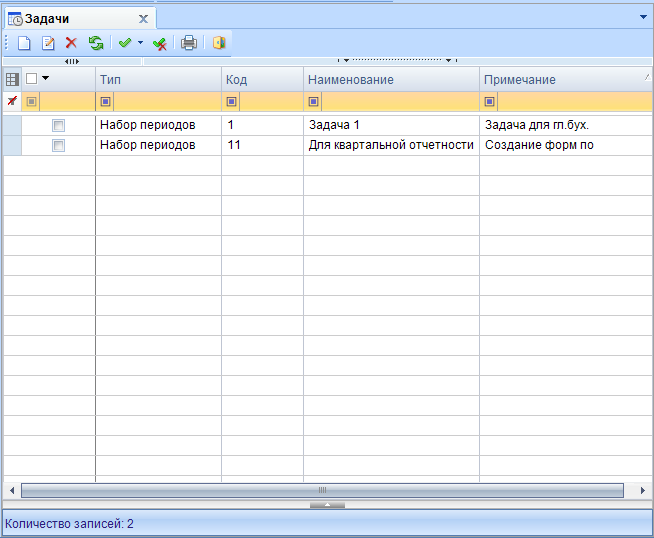 Задачи
Тип Код Наименование Примечание
Набор периодов 1 Задача 1 Задача для гл.бух.
Набор периодов 11 Для квартальной отчетности Создание форм по
Количество записей: 2